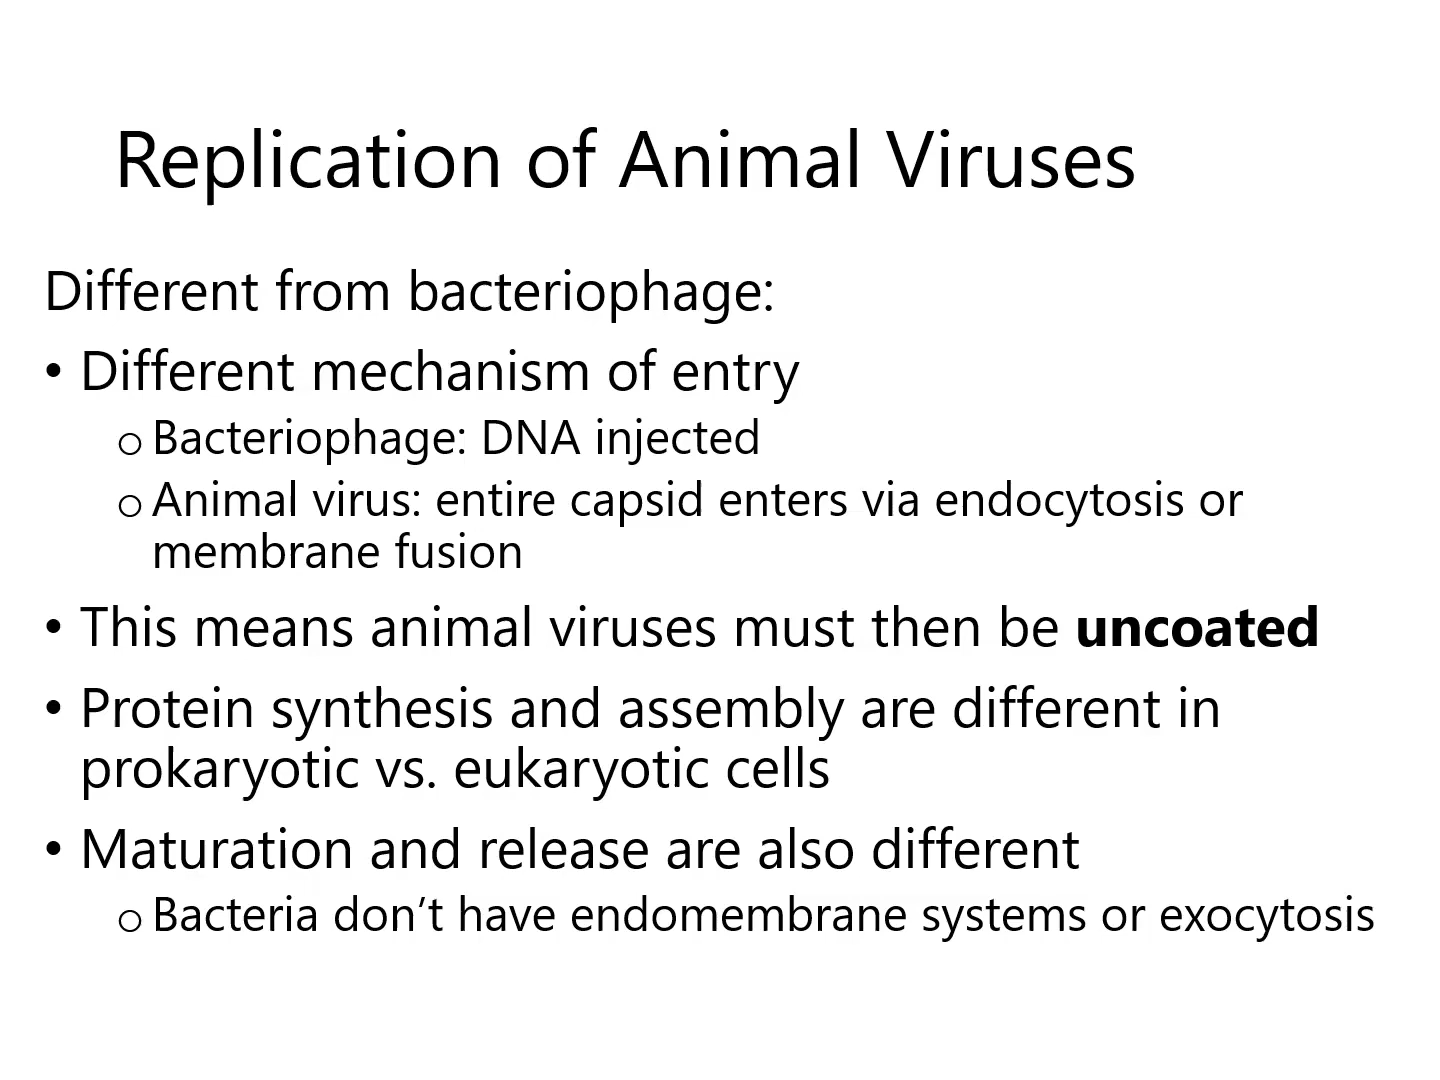 Replication of Animal Viruses
Different from bacteriophage:
• Different mechanism of entry
o Bacteriophage: DNA injected
o Animal virus: entire capsid enters via endocytosis or
membrane fusion
• This means animal viruses must then be uncoated
• Protein synthesis and assembly are different in
prokaryotic vs. eukaryotic cells
• Maturation and release are also different
o Bacteria don’t have endomembrane systems or exocytosis